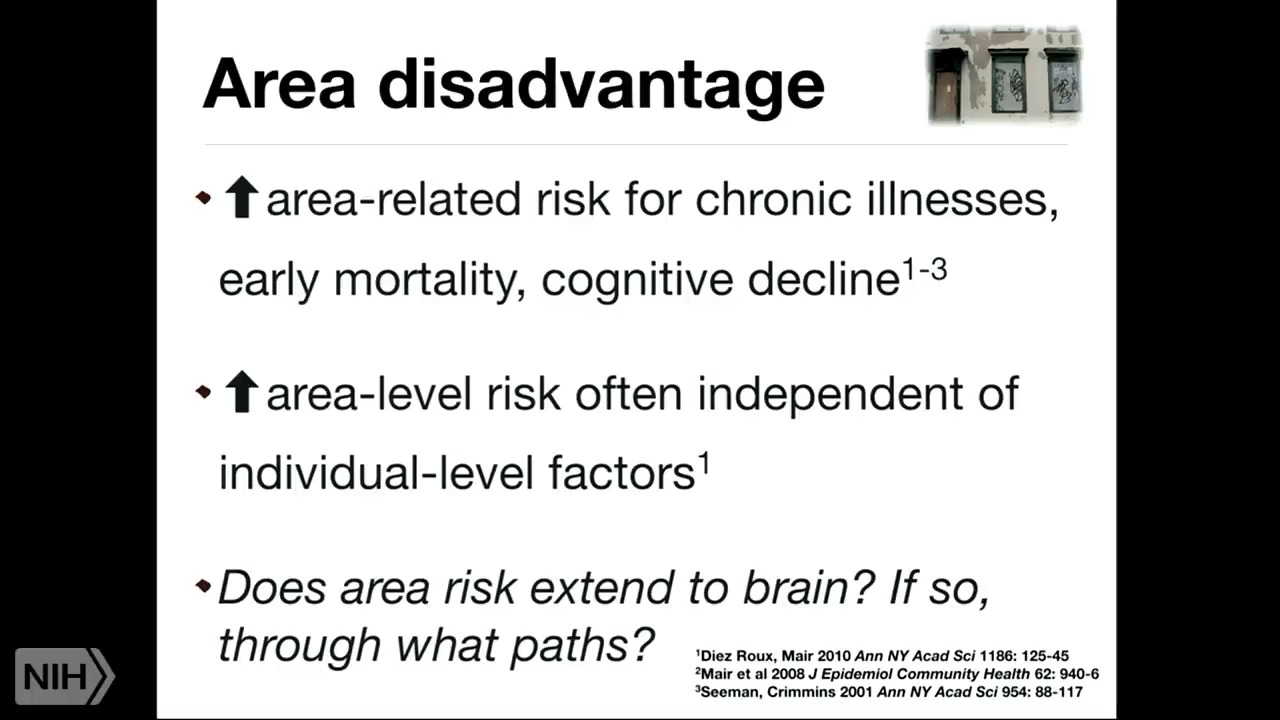 Area disadvantage
• ⬆ area-related risk for chronic illnesses,
early mortality, cognitive decline¹⁻³
• ⬆ area-level risk often independent of
individual-level factors¹
• Does area risk extend to brain? If so,
through what paths?
¹Diez Roux, Mair 2010 Ann NY Acad Sci 1186: 125-45
²Mair et al 2008 J Epidemiol Community Health 62: 940-6
³Seeman, Crimmins 2001 Ann NY Acad Sci 954: 88-117
NIH